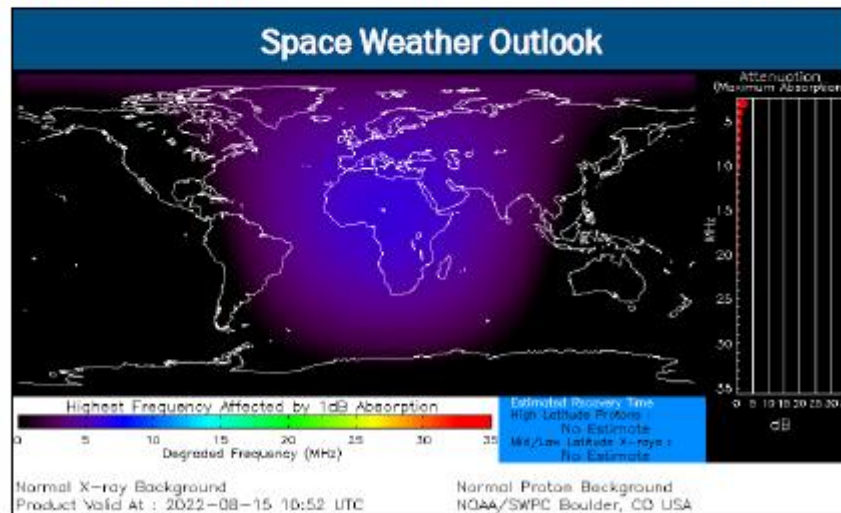 Space Weather Outlook
Attenuation
(Maximum Absorption)
5
10
15
20
25
30
35
MHz
0 5 10 15 20 25 30
dB
Highest Frequency Affected by 1dB Absorption
0 5 10 15 20 25 30 35
Degraded Frequency (MHz)
Estimated Recovery Time
High Latitude Protons :
No Estimate
Mid/Low Latitude X-rays :
No Estimate
Normal X-ray Background
Normal Proton Background
Product Valid At : 2022-08-15 10:52 UTC
NOAA/SWPC Boulder, CO USA